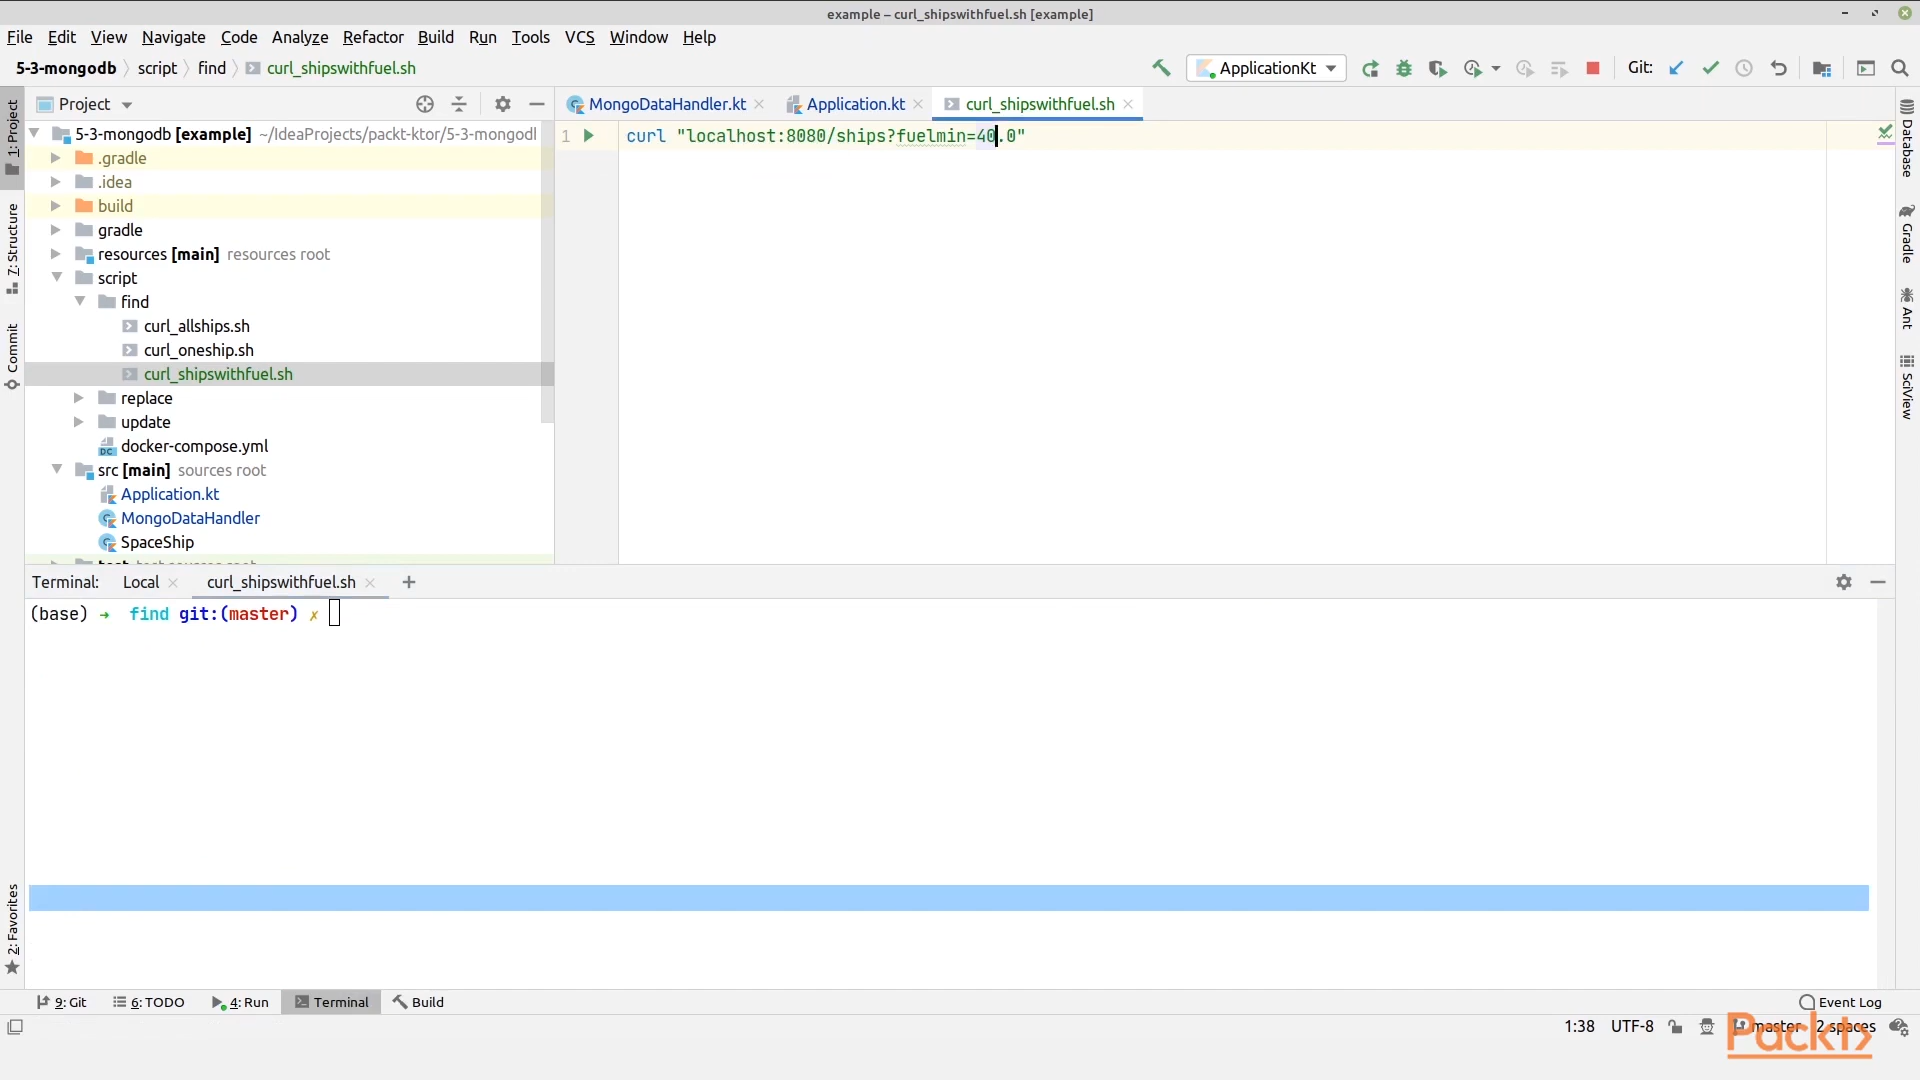 example – curl_shipswithfuel.sh [example]
File Edit View Navigate Code Analyze Refactor Build Run Tools VCS Window Help
5-3-mongodb script find curl_shipswithfuel.sh ApplicationKt Git:
1: Project
7: Structure
Commit
2: Favorites
Project
5-3-mongodb [example] ~/IdeaProjects/packt-ktor/5-3-mongodl
.gradle
.idea
build
gradle
resources [main] resources root
script
find
curl_allships.sh
curl_oneship.sh
curl_shipswithfuel.sh
replace
update
docker-compose.yml
src [main] sources root
Application.kt
MongoDataHandler
SpaceShip
MongoDataHandler.kt Application.kt curl_shipswithfuel.sh
1 curl "localhost:8080/ships?fuelmin=40.0"
Database
Gradle
Ant
SciView
Terminal: Local curl_shipswithfuel.sh
(base) → find git:(master) ✗
9: Git 6: TODO 4: Run Terminal Build Event Log
1:38 UTF-8 master 2 spaces
Packt>